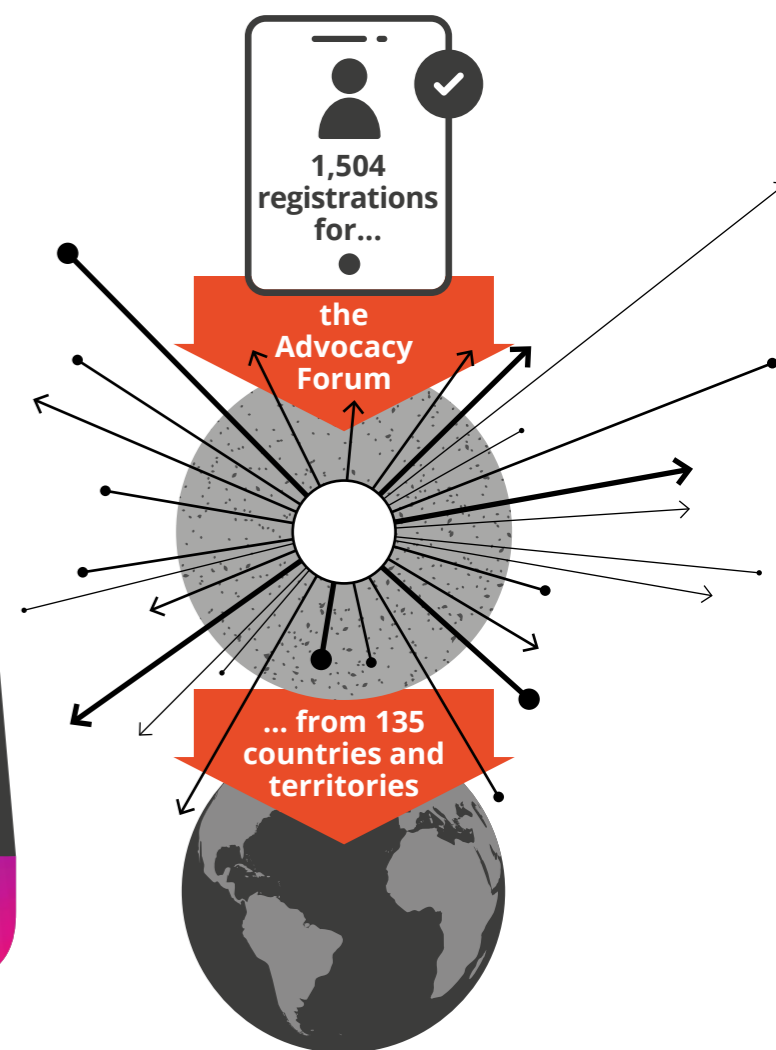 1,504
registrations
for...
the
Advocacy
Forum
... from 135
countries and
territories